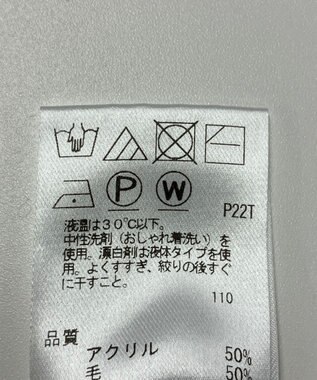 P W P22T
液温は30℃以下。
中性洗剤(おしゃれ着洗い)を
使用。漂白剤は液体タイプを使
用。よくすすぎ、絞りの後すぐ
に干すこと。
110
品質
アクリル 50%
毛 50%